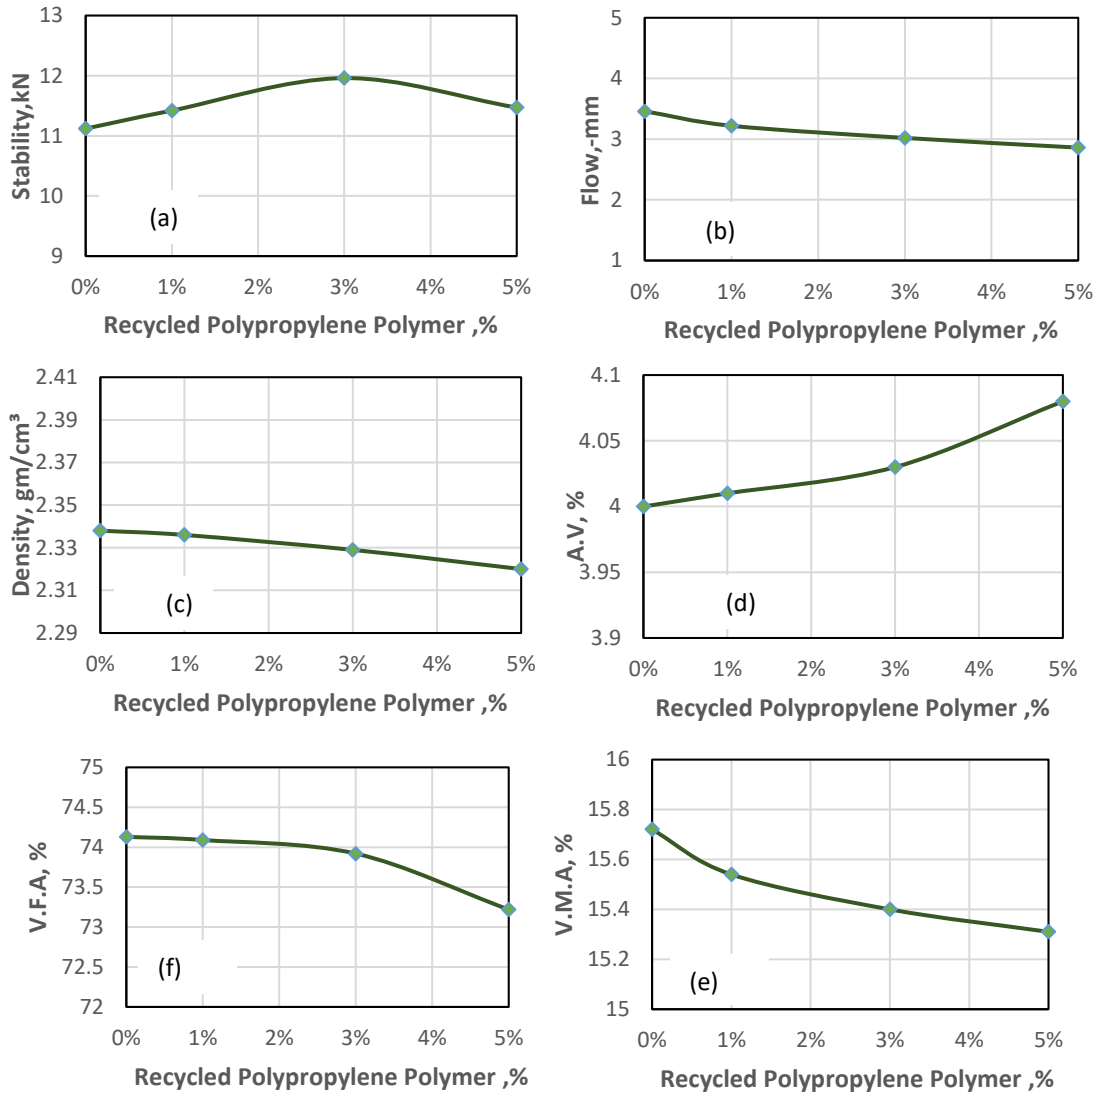 13
12
11
10
9
Stability,kN
(a)
0% 1% 2% 3% 4% 5%
Recycled Polypropylene Polymer ,%
5
4
3
2
1
Flow,-mm
(b)
0% 1% 2% 3% 4% 5%
Recycled Polypropylene Polymer ,%
2.41
2.39
2.37
2.35
2.33
2.31
2.29
Density, gm/cm³
(c)
0% 1% 2% 3% 4% 5%
Recycled Polypropylene Polymer ,%
4.1
4.05
4
3.95
3.9
A.V, %
(d)
0% 1% 2% 3% 4% 5%
Recycled Polypropylene Polymer ,%
75
74.5
74
73.5
73
72.5
72
V.F.A, %
(f)
0% 1% 2% 3% 4% 5%
Recycled Polypropylene Polymer ,%
16
15.8
15.6
15.4
15.2
15
V.M.A, %
(e)
0% 1% 2% 3% 4% 5%
Recycled Polypropylene Polymer ,%